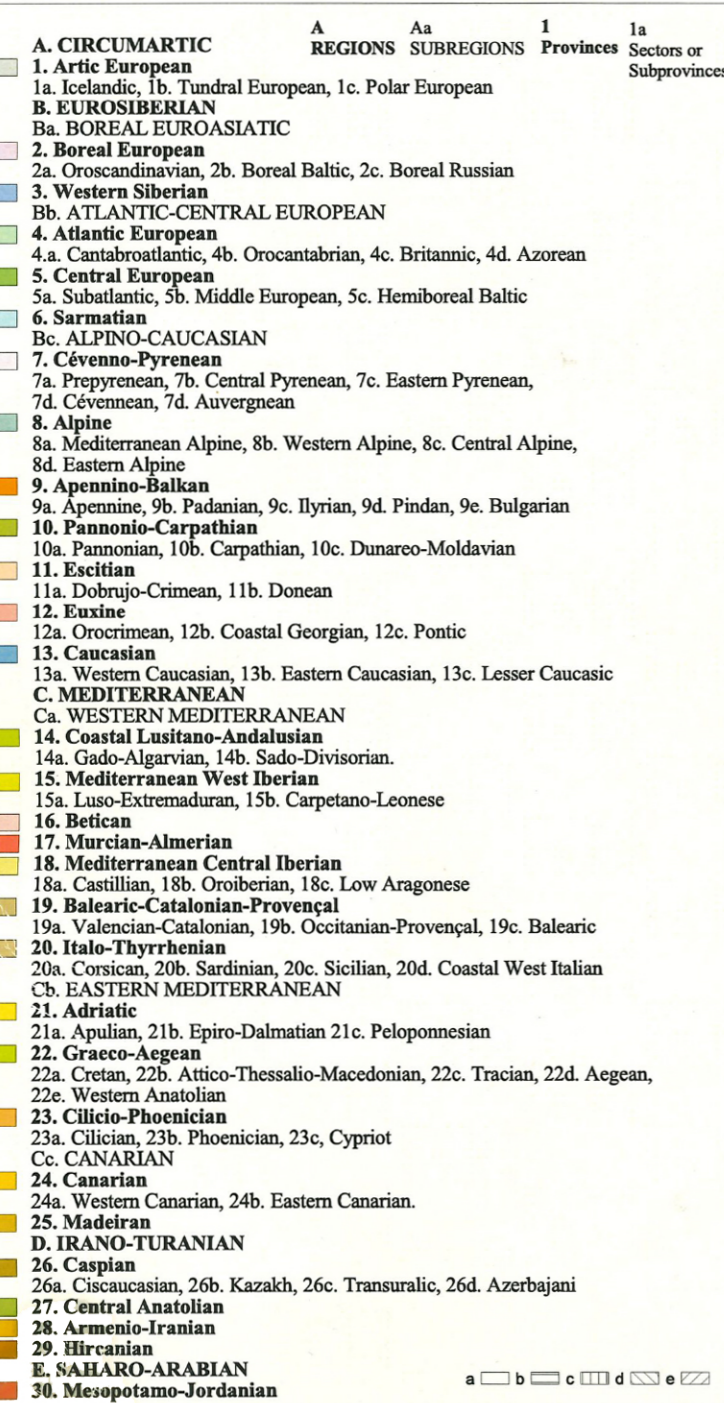 A Aa 1 1a
REGIONS SUBREGIONS Provinces Sectors or
Subprovinces
A. CIRCUMARTIC
1. Artic European
1a. Icelandic, 1b. Tundral European, 1c. Polar European
B. EUROSIBERIAN
Ba. BOREAL EUROASIATIC
2. Boreal European
2a. Oroscandinavian, 2b. Boreal Baltic, 2c. Boreal Russian
3. Western Siberian
Bb. ATLANTIC-CENTRAL EUROPEAN
4. Atlantic European
4.a. Cantabroatlantic, 4b. Orocantabrian, 4c. Britannic, 4d. Azorean
5. Central European
5a. Subatlantic, 5b. Middle European, 5c. Hemiboreal Baltic
6. Sarmatian
Bc. ALPINO-CAUCASIAN
7. Cévenno-Pyrenean
7a. Prepyrenean, 7b. Central Pyrenean, 7c. Eastern Pyrenean,
7d. Cévennean, 7d. Auvergnean
8. Alpine
8a. Mediterranean Alpine, 8b. Western Alpine, 8c. Central Alpine,
8d. Eastern Alpine
9. Apennino-Balkan
9a. Apennine, 9b. Padanian, 9c. Ilyrian, 9d. Pindan, 9e. Bulgarian
10. Pannonio-Carpathian
10a. Pannonian, 10b. Carpathian, 10c. Dunareo-Moldavian
11. Escitian
11a. Dobrujo-Crimean, 11b. Donean
12. Euxine
12a. Orocrimean, 12b. Coastal Georgian, 12c. Pontic
13. Caucasian
13a. Western Caucasian, 13b. Eastern Caucasian, 13c. Lesser Caucasic
C. MEDITERRANEAN
Ca. WESTERN MEDITERRANEAN
14. Coastal Lusitano-Andalusian
14a. Gado-Algarvian, 14b. Sado-Divisorian.
15. Mediterranean West Iberian
15a. Luso-Extremaduran, 15b. Carpetano-Leonese
16. Betican
17. Murcian-Almerian
18. Mediterranean Central Iberian
18a. Castillian, 18b. Oroiberian, 18c. Low Aragonese
19. Balearic-Catalonian-Provençal
19a. Valencian-Catalonian, 19b. Occitanian-Provençal, 19c. Balearic
20. Italo-Thyrrhenian
20a. Corsican, 20b. Sardinian, 20c. Sicilian, 20d. Coastal West Italian
Cb. EASTERN MEDITERRANEAN
21. Adriatic
21a. Apulian, 21b. Epiro-Dalmatian 21c. Peloponnesian
22. Graeco-Aegean
22a. Cretan, 22b. Attico-Thessalio-Macedonian, 22c. Tracian, 22d. Aegean,
22e. Western Anatolian
23. Cilicio-Phoenician
23a. Cilician, 23b. Phoenician, 23c, Cypriot
Cc. CANARIAN
24. Canarian
24a. Western Canarian, 24b. Eastern Canarian.
25. Madeiran
D. IRANO-TURANIAN
26. Caspian
26a. Ciscaucasian, 26b. Kazakh, 26c. Transuralic, 26d. Azerbajani
27. Central Anatolian
28. Armenio-Iranian
29. Hircanian
E. SAHARO-ARABIAN
30. Mesopotamo-Jordanian
a b c d e